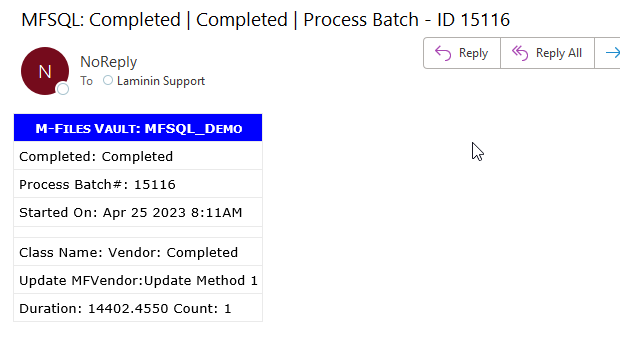 MFSQL: Completed | Completed | Process Batch - ID 15116
N
NoReply
To Laminin Support
Reply
Reply All
M-FILES VAULT: MFSQL_DEMO
Completed: Completed
Process Batch#: 15116
Started On: Apr 25 2023 8:11AM
Class Name: Vendor: Completed
Update MFVendor:Update Method 1
Duration: 14402.4550 Count: 1